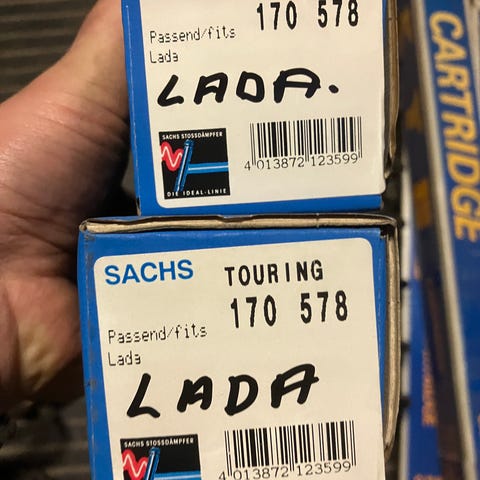 170 578
Passend/fits
Lada
LADA.
SACHS STOSSDÄMPFER
DIE IDEAL-LINIE
4 013872 123599
SACHS TOURING
170 578
Passend/fits
Lada
LADA
SACHS STOSSDÄMPFER
4 013872 123599
CARTRIDGE